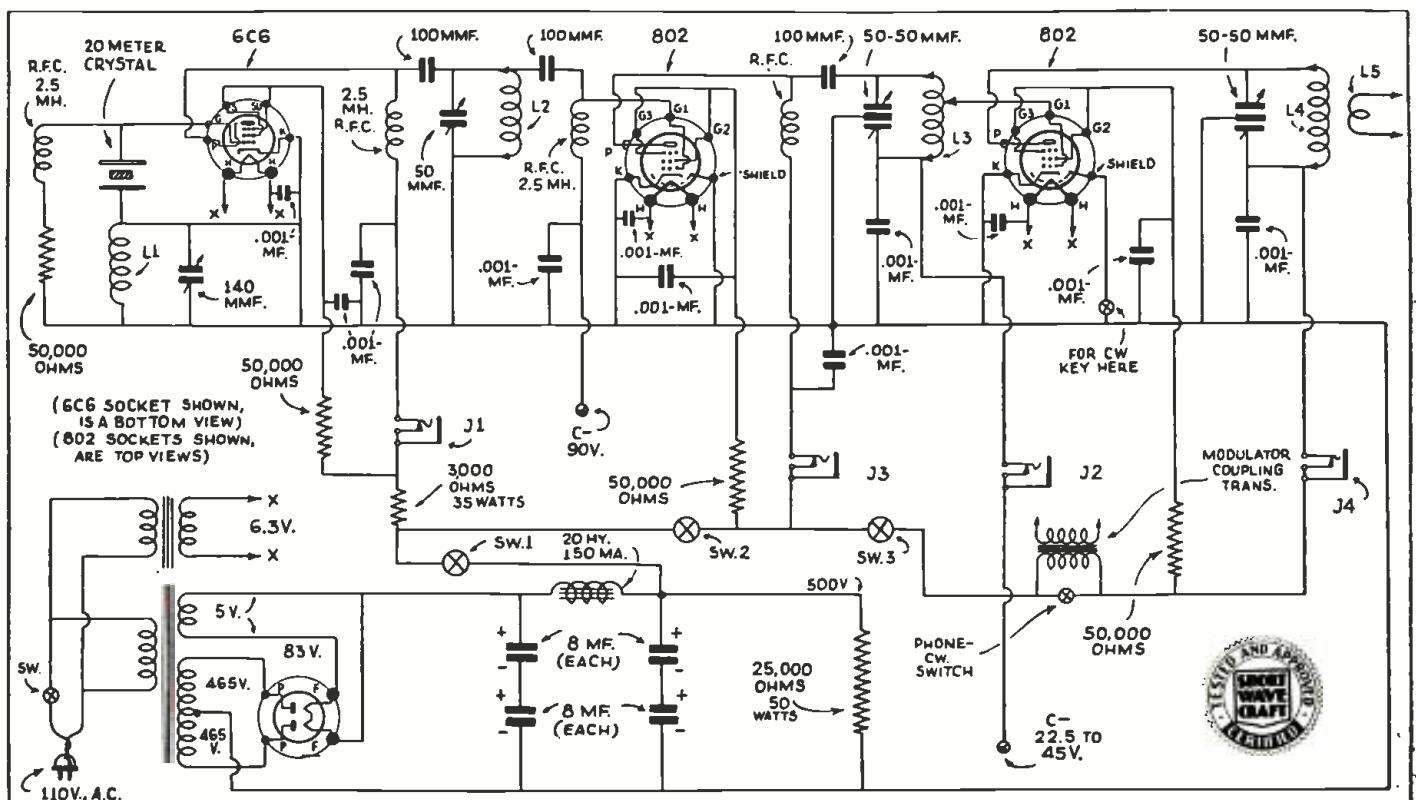 6C6
100 MMF.
100 MMF.
802
100 MMF.
50-50 MMF.
802
50-50 MMF.
R.F.C.
2.5
MH.
20 METER
CRYSTAL
2.5
MH.
R.F.C.
L2
R.F.C.
L5
L4
L3
G
P
S
SU
K
H
H
X
X
.001-
MF.
50
MMF.
R.F.C.
2.5 MH.
G3
G1
G2
P
K
H
H
SHIELD
X
X
.001-MF.
.001-MF.
G3
G1
G2
P
K
H
H
SHIELD
X
X
.001-
MF.
.001-
MF.
.001-
MF.
.001-
MF.
.001-
MF.
L1
140
MMF.
50,000
OHMS
.001-
MF.
.001-
MF.
FOR CW
KEY HERE
50,000
OHMS
(6C6 SOCKET SHOWN,
IS A BOTTOM VIEW)
(802 SOCKETS SHOWN,
ARE TOP VIEWS)
J1
C-
90V.
3,000
OHMS
35 WATTS
50,000
OHMS
J3
J2
MODULATOR
COUPLING
TRANS.
J4
X
6.3V.
X
SW.1
20 HY.
150 MA.
SW.2
SW.3
500V
5V.
83V.
465V.
465
V.
P
F
P
F
+
8 MF.
(EACH)
+
-
-
+
8 MF.
(EACH)
+
-
-
25,000
OHMS
50
WATTS
PHONE-
CW.
SWITCH
50,000
OHMS
C-
22.5 TO
45V.
SW.
110V., A.C.
TESTED AND APPROVED
SHORT
WAVE
CRAFT
CERTIFIED